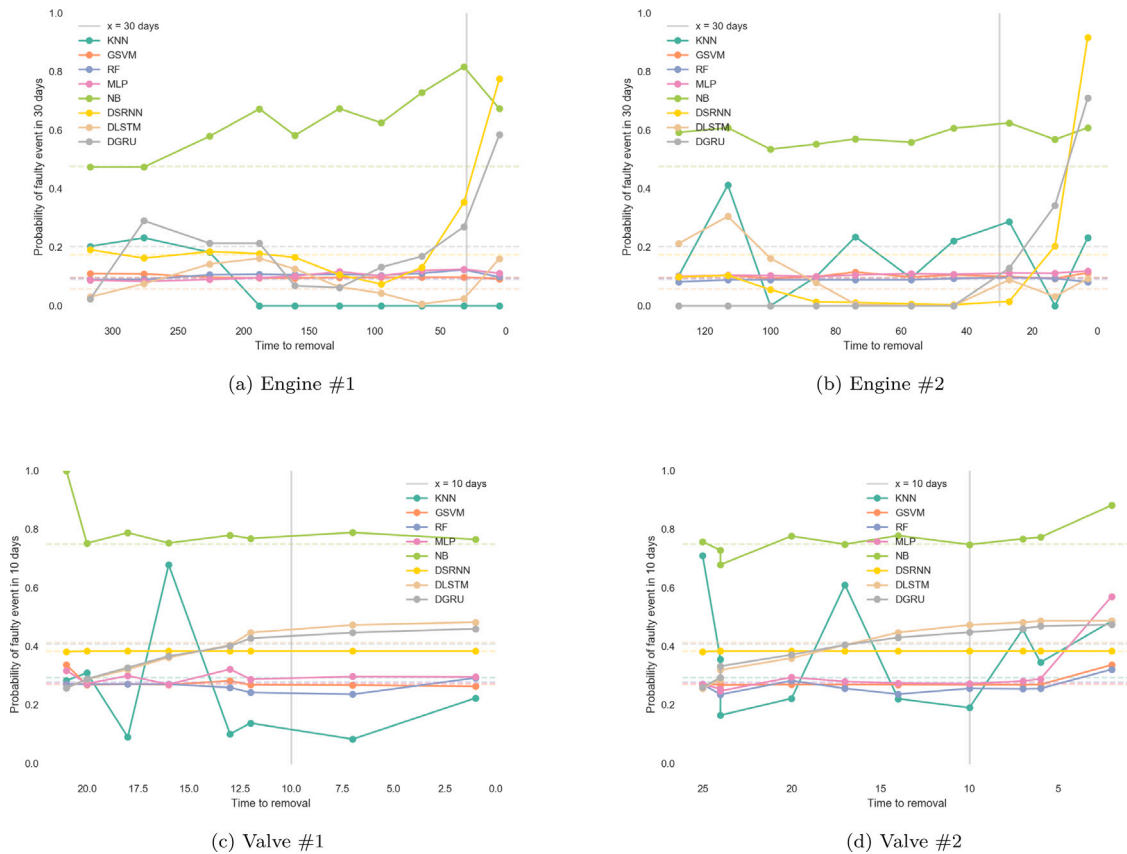 1.0
0.8
0.6
0.4
0.2
0.0
Probability of faulty event in 30 days
x = 30 days
KNN
GSVM
RF
MLP
NB
DSRNN
DLSTM
DGRU
300 250 200 150 100 50 0
Time to removal
(a) Engine #1
1.0
0.8
0.6
0.4
0.2
0.0
Probability of faulty event in 30 days
x = 30 days
KNN
GSVM
RF
MLP
NB
DSRNN
DLSTM
DGRU
120 100 80 60 40 20 0
Time to removal
(b) Engine #2
1.0
0.8
0.6
0.4
0.2
0.0
Probability of faulty event in 10 days
x = 10 days
KNN
GSVM
RF
MLP
NB
DSRNN
DLSTM
DGRU
20.0 17.5 15.0 12.5 10.0 7.5 5.0 2.5 0.0
Time to removal
(c) Valve #1
1.0
0.8
0.6
0.4
0.2
0.0
Probability of faulty event in 10 days
x = 10 days
KNN
GSVM
RF
MLP
NB
DSRNN
DLSTM
DGRU
25 20 15 10 5
Time to removal
(d) Valve #2